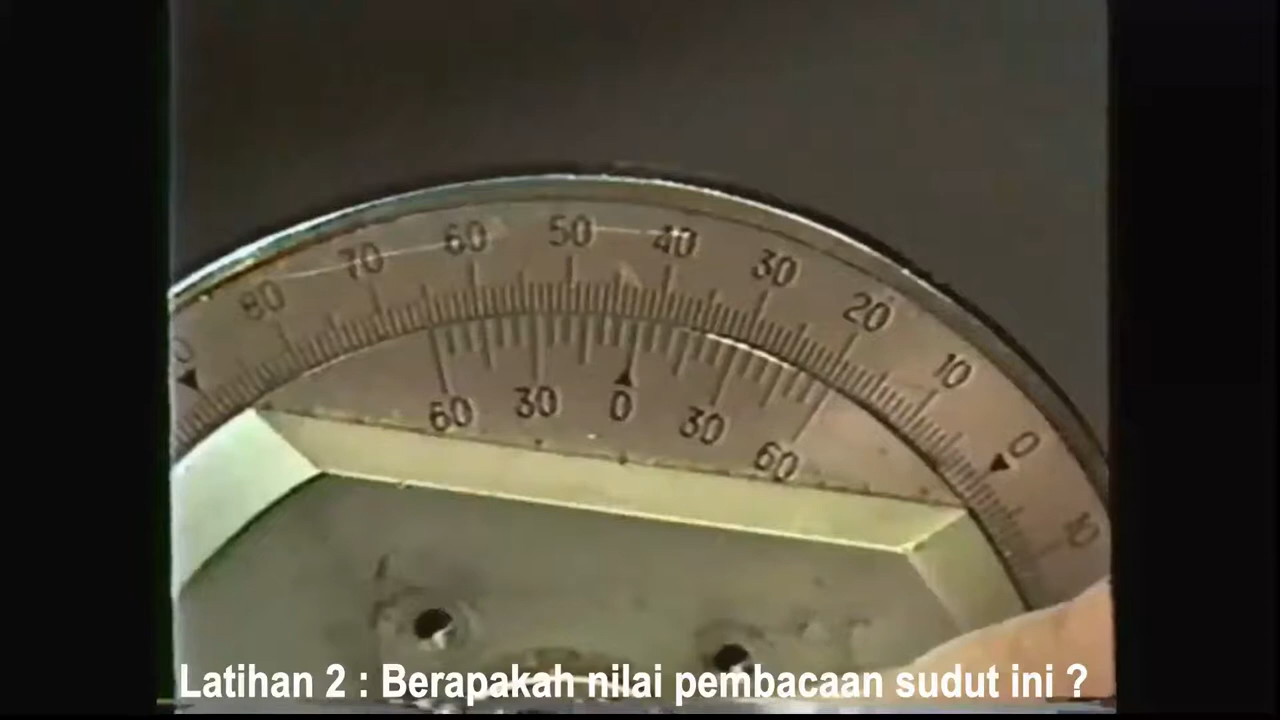 80 70 60 50 40 30 20 10 0 10
60 30 0 30 60
Latihan 2 : Berapakah nilai pembacaan sudut ini ?